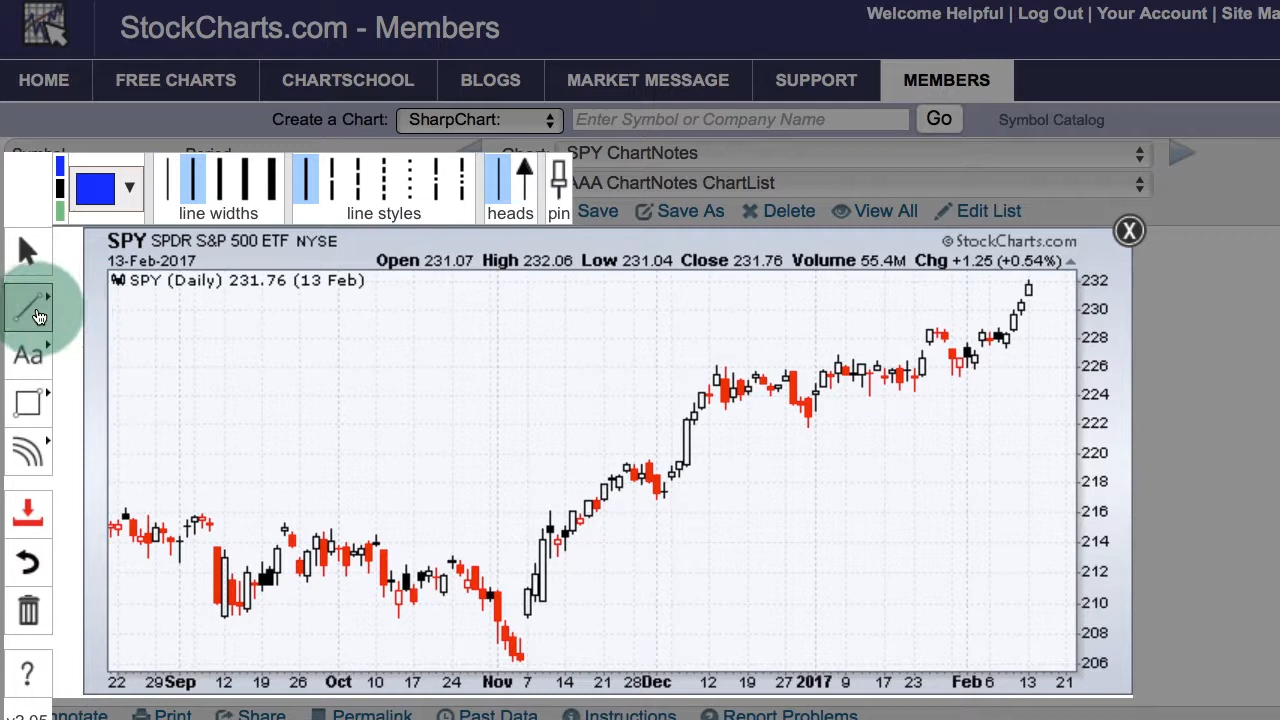 StockCharts.com - Members
Welcome Helpful | Log Out | Your Account | Site Ma
HOME FREE CHARTS CHARTSCHOOL BLOGS MARKET MESSAGE SUPPORT MEMBERS
Create a Chart: SharpChart: Enter Symbol or Company Name Go Symbol Catalog
SPY ChartNotes
AAA ChartNotes ChartList
line widths line styles heads pin
Save Save As Delete View All Edit List
X
SPY SPDR S&P 500 ETF NYSE © StockCharts.com
13-Feb-2017 Open 231.07 High 232.06 Low 231.04 Close 231.76 Volume 55.4M Chg +1.25 (+0.54%)
SPY (Daily) 231.76 (13 Feb)
232
230
228
Aa
226
224
222
220
218
216
214
212
210
208
206
?
22 29 Sep 12 19 26 Oct 10 17 24 Nov 7 14 21 28 Dec 12 19 27 2017 9 17 23 Feb 6 13 21
notate Print Share Permalink Past Data Instructions Report Problems